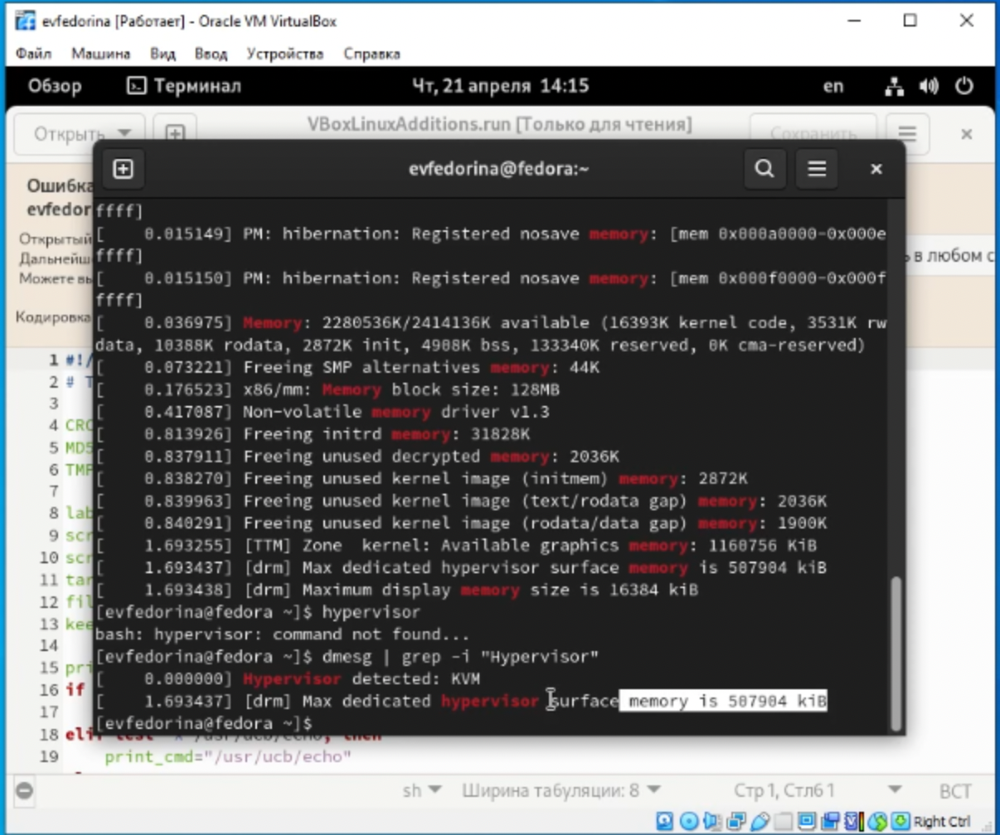 evfedorina [Работает] - Oracle VM VirtualBox
Файл Машина Вид Ввод Устройства Справка
Обзор Терминал Чт, 21 апреля 14:15 en
Открыть VBoxLinuxAdditions.run [Только для чтения] Сохранить
evfedorina@fedora:~
Ошибка
evfedor
Открытый
Дальнейш
Можете вы
ь в любом с
Кодировка
ffff]
[ 0.015149] PM: hibernation: Registered nosave memory: [mem 0x000a0000-0x000e
ffff]
[ 0.015150] PM: hibernation: Registered nosave memory: [mem 0x000f0000-0x000f
ffff]
[ 0.036975] Memory: 2280536K/2414136K available (16393K kernel code, 3531K rw
data, 10388K rodata, 2872K init, 4908K bss, 133340K reserved, 0K cma-reserved)
[ 0.073221] Freeing SMP alternatives memory: 44K
[ 0.176523] x86/mm: Memory block size: 128MB
[ 0.417087] Non-volatile memory driver v1.3
[ 0.813926] Freeing initrd memory: 31828K
[ 0.837911] Freeing unused decrypted memory: 2036K
[ 0.838270] Freeing unused kernel image (initmem) memory: 2872K
[ 0.839963] Freeing unused kernel image (text/rodata gap) memory: 2036K
[ 0.840291] Freeing unused kernel image (rodata/data gap) memory: 1900K
[ 1.693255] [TTM] Zone  kernel: Available graphics memory: 1160756 KiB
[ 1.693437] [drm] Max dedicated hypervisor surface memory is 507904 kiB
[ 1.693438] [drm] Maximum display memory size is 16384 kiB
[evfedorina@fedora ~]$ hypervisor
bash: hypervisor: command not found...
[evfedorina@fedora ~]$ dmesg | grep -i "Hypervisor"
[ 0.000000] Hypervisor detected: KVM
[ 1.693437] [drm] Max dedicated hypervisor surface memory is 507904 kiB
[evfedorina@fedora ~]$
1 #!/
2 # T
3
4 CRC
5 MD5
6 TMP
7
8 lab
9 scr
10 scr
11 tar
12 fil
13 kee
14
15 pri
16 if
17
18 elif test -x /usr/ucb/echo; then
19 print_cmd="/usr/ucb/echo"
sh Ширина табуляции: 8 Стр 1, Стлб 1 ВСТ
Right Ctrl